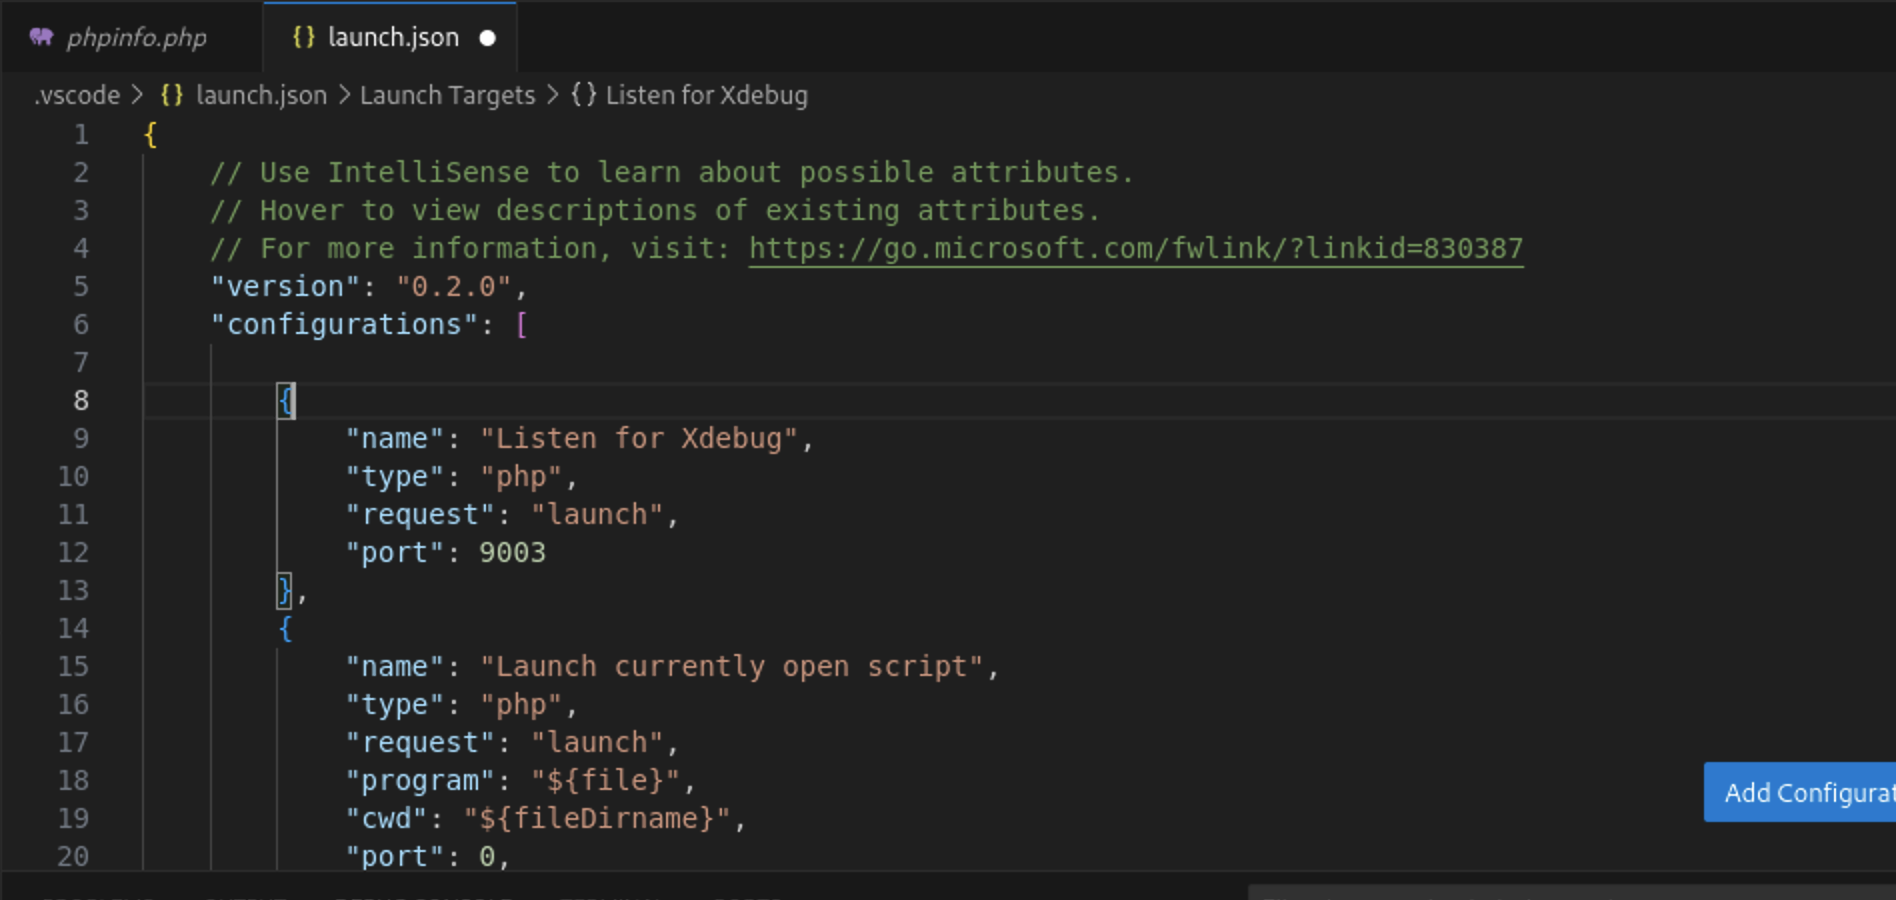 phpinfo.php
{} launch.json
.vscode > {} launch.json > Launch Targets > {} Listen for Xdebug
1 {
2 // Use IntelliSense to learn about possible attributes.
3 // Hover to view descriptions of existing attributes.
4 // For more information, visit: https://go.microsoft.com/fwlink/?linkid=830387
5 "version": "0.2.0",
6 "configurations": [
7
8 {
9 "name": "Listen for Xdebug",
10 "type": "php",
11 "request": "launch",
12 "port": 9003
13 },
14 {
15 "name": "Launch currently open script",
16 "type": "php",
17 "request": "launch",
18 "program": "${file}",
19 "cwd": "${fileDirname}",
20 "port": 0,
Add Configurat